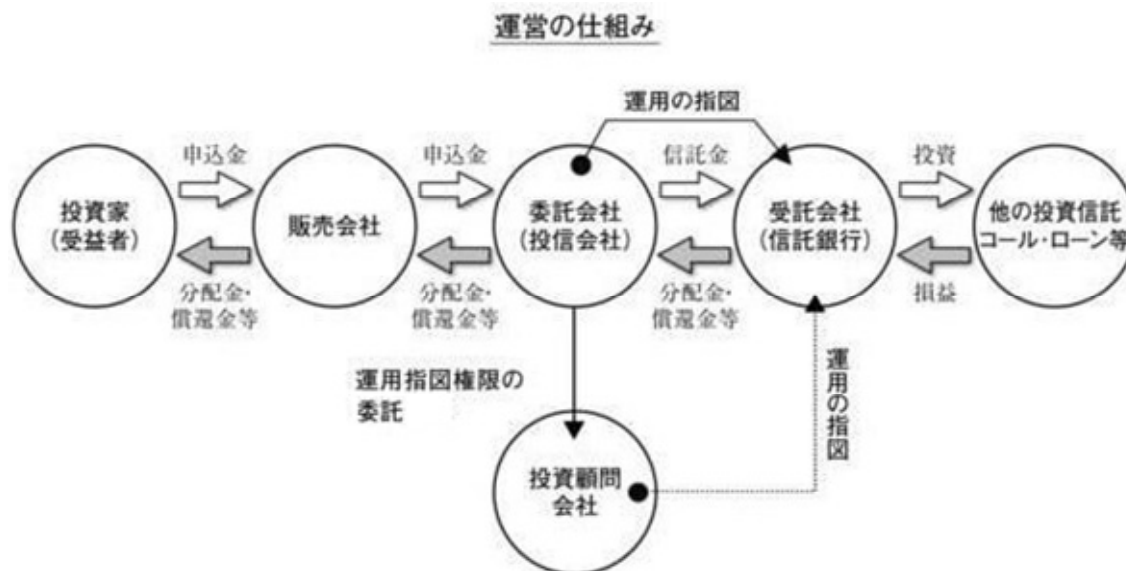 運営の仕組み
運用の指図
申込金
申込金
信託金
投資
投資家
(受益者)
販売会社
委託会社
(投信会社)
受託会社
(信託銀行)
他の投資信託
コール・ローン等
分配金・
償還金等
分配金・
償還金等
分配金・
償還金等
損益
運用指図権限の
委託
運用の指図
投資顧問
会社